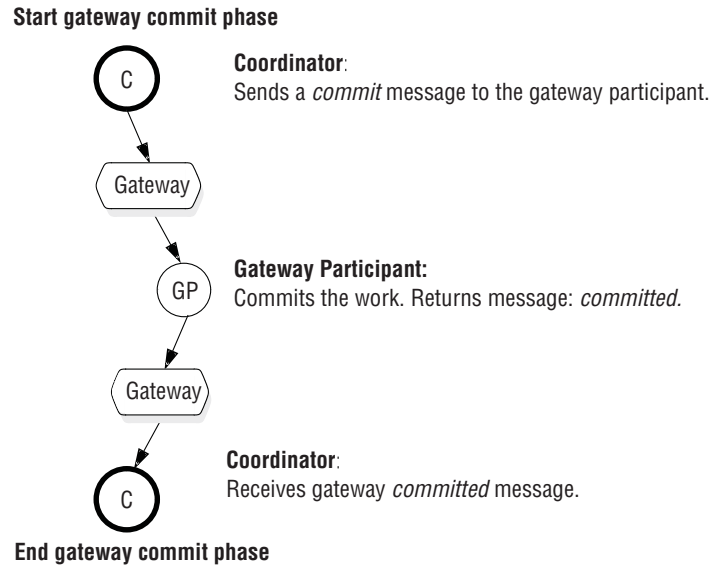 Start gateway commit phase
C
Coordinator:
Sends a commit message to the gateway participant.
Gateway
Gateway Participant:
GP
Commits the work. Returns message: committed.
Gateway
Coordinator:
C
Receives gateway committed message.
End gateway commit phase